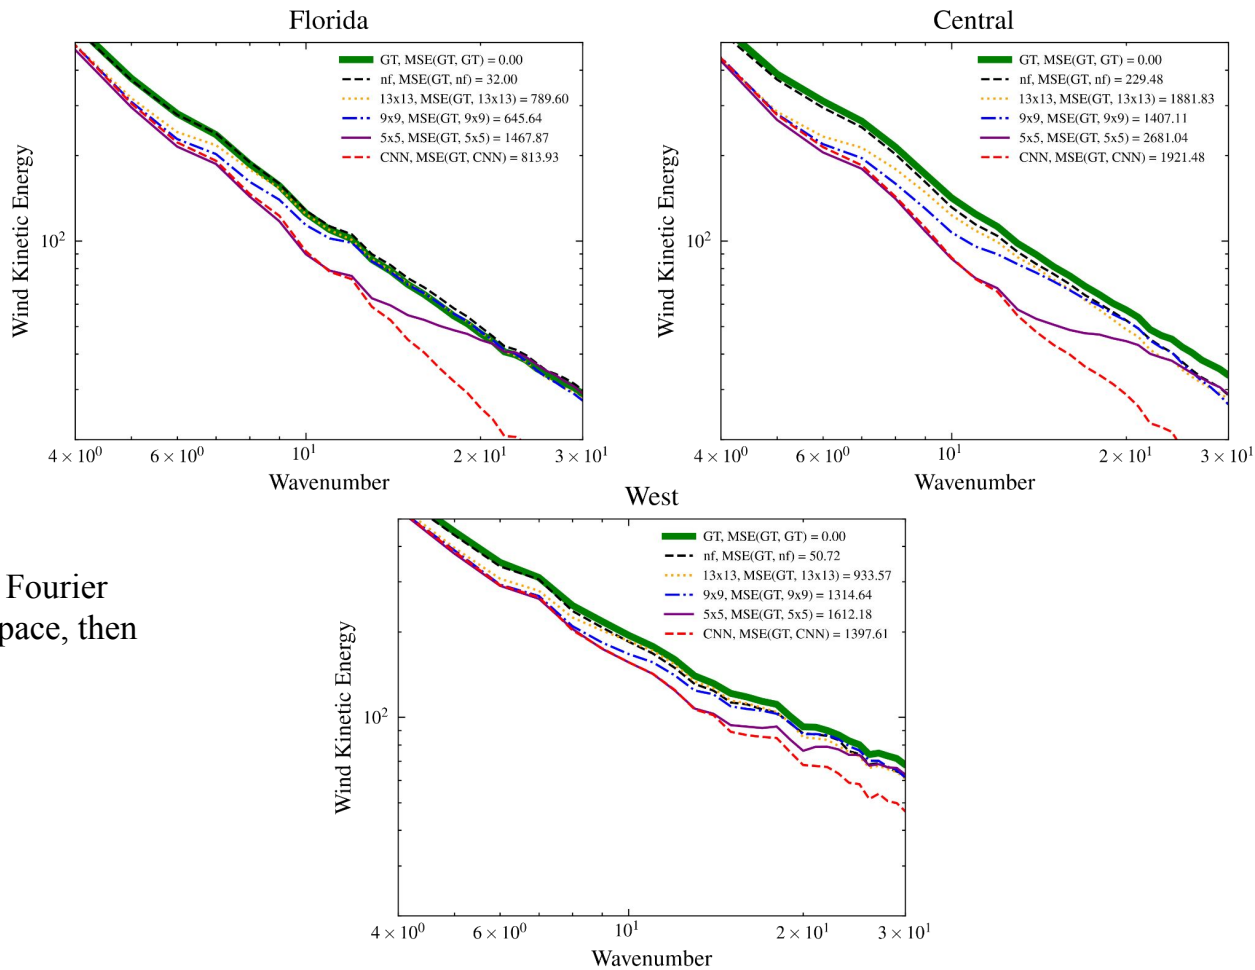 Florida
GT, MSE(GT, GT) = 0.00
nf, MSE(GT, nf) = 32.00
13x13, MSE(GT, 13x13) = 789.60
9x9, MSE(GT, 9x9) = 645.64
5x5, MSE(GT, 5x5) = 1467.87
CNN, MSE(GT, CNN) = 813.93
Wind Kinetic Energy
10²
4 × 10⁰ 6 × 10⁰ 10¹ 2 × 10¹ 3 × 10¹
Wavenumber
Central
GT, MSE(GT, GT) = 0.00
nf, MSE(GT, nf) = 229.48
13x13, MSE(GT, 13x13) = 1881.83
9x9, MSE(GT, 9x9) = 1407.11
5x5, MSE(GT, 5x5) = 2681.04
CNN, MSE(GT, CNN) = 1921.48
Wind Kinetic Energy
10²
4 × 10⁰ 6 × 10⁰ 10¹ 2 × 10¹ 3 × 10¹
Wavenumber
Fourier
pace, then
West
GT, MSE(GT, GT) = 0.00
nf, MSE(GT, nf) = 50.72
13x13, MSE(GT, 13x13) = 933.57
9x9, MSE(GT, 9x9) = 1314.64
5x5, MSE(GT, 5x5) = 1612.18
CNN, MSE(GT, CNN) = 1397.61
Wind Kinetic Energy
10²
4 × 10⁰ 6 × 10⁰ 10¹ 2 × 10¹ 3 × 10¹
Wavenumber